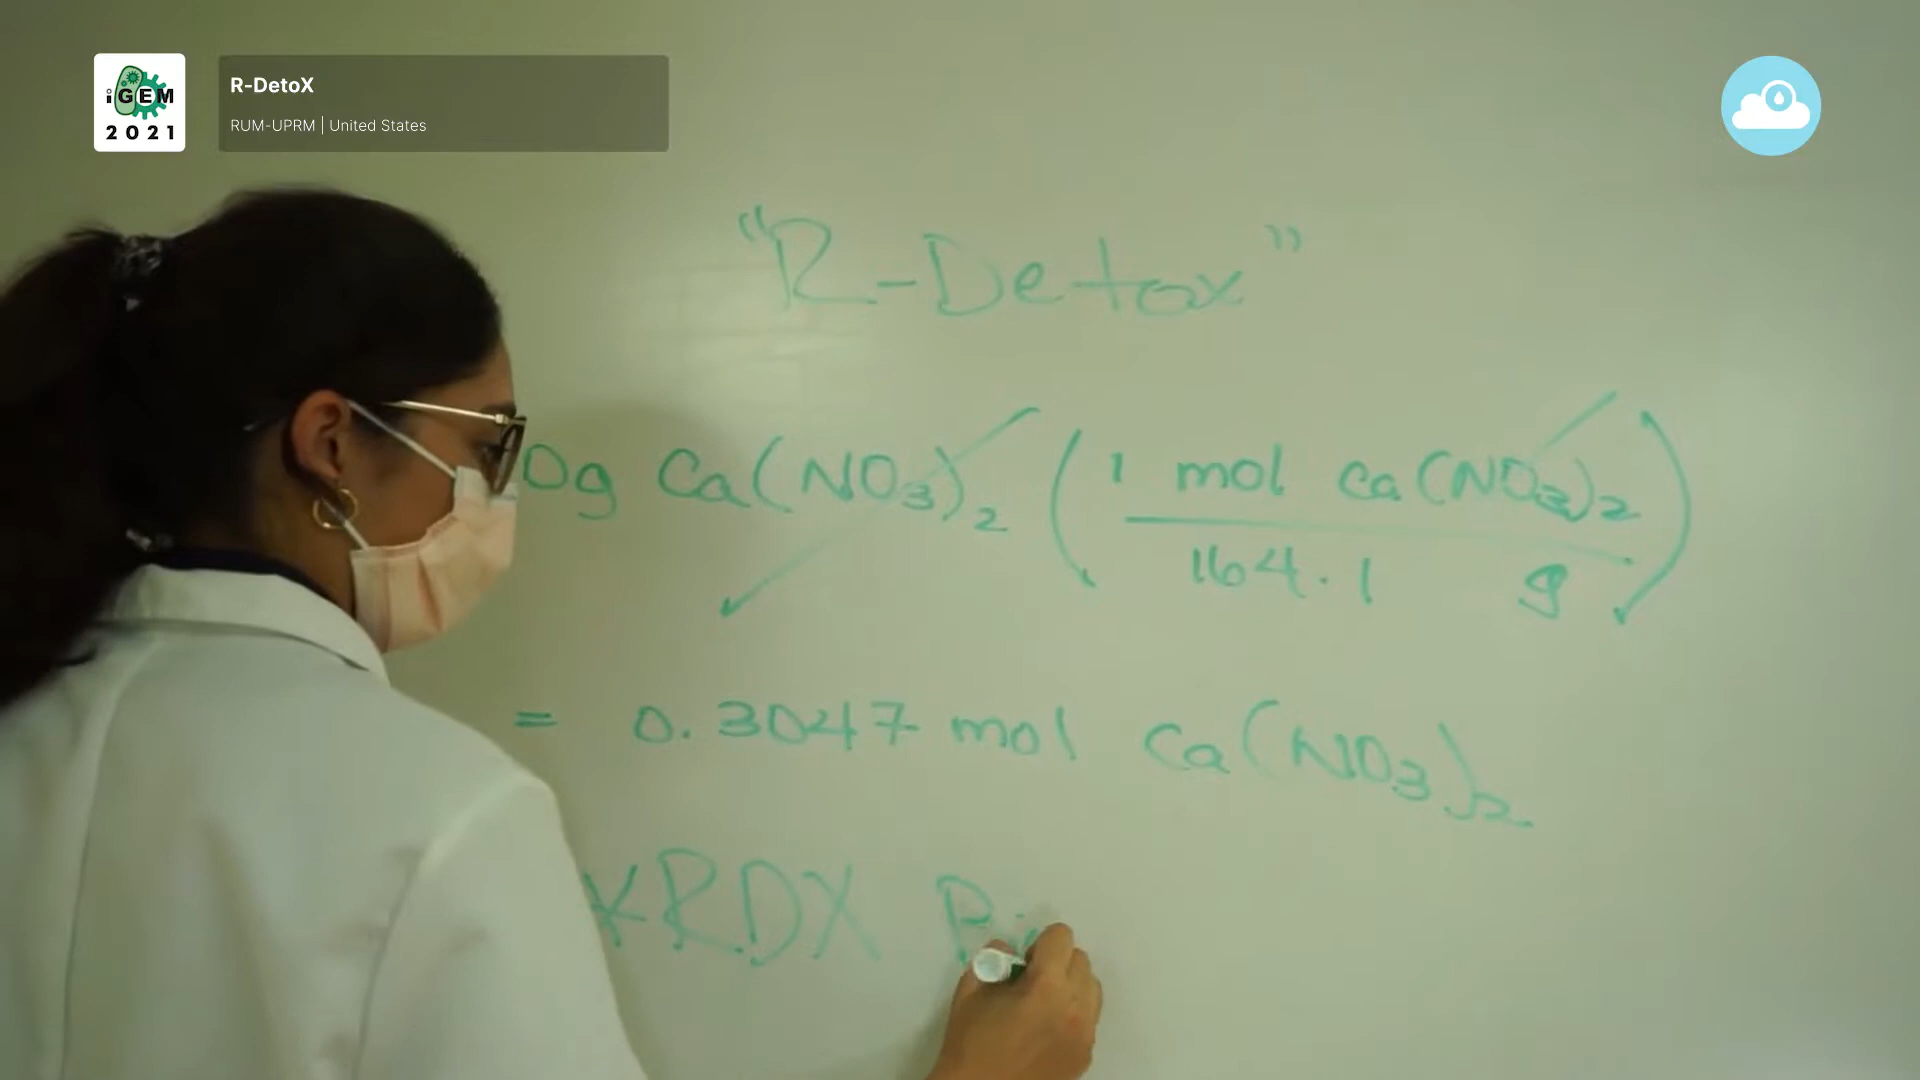 iGEM
2021
R-DetoX
RUM-UPRM | United States
"R-Detox"
0g Ca(NO₃)₂ (1 mol Ca(NO₃)₂
164.1 g)
= 0.3047 mol Ca(NO₃)₂
*RDX